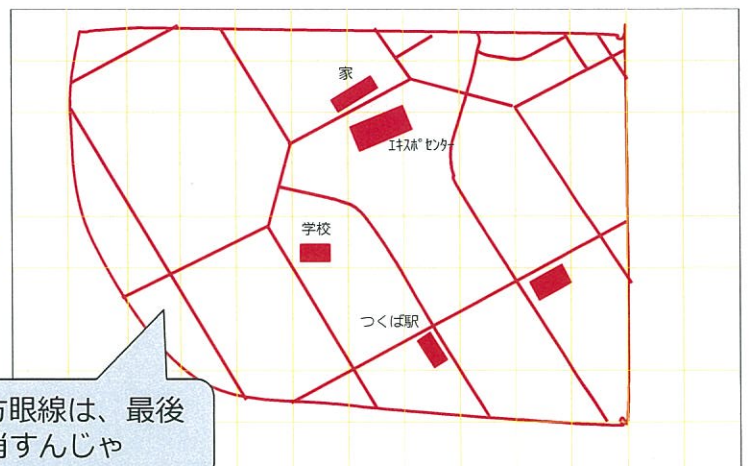 家
エキスポセンター
学校
つくば駅
方眼線は、最後
消すんじゃ